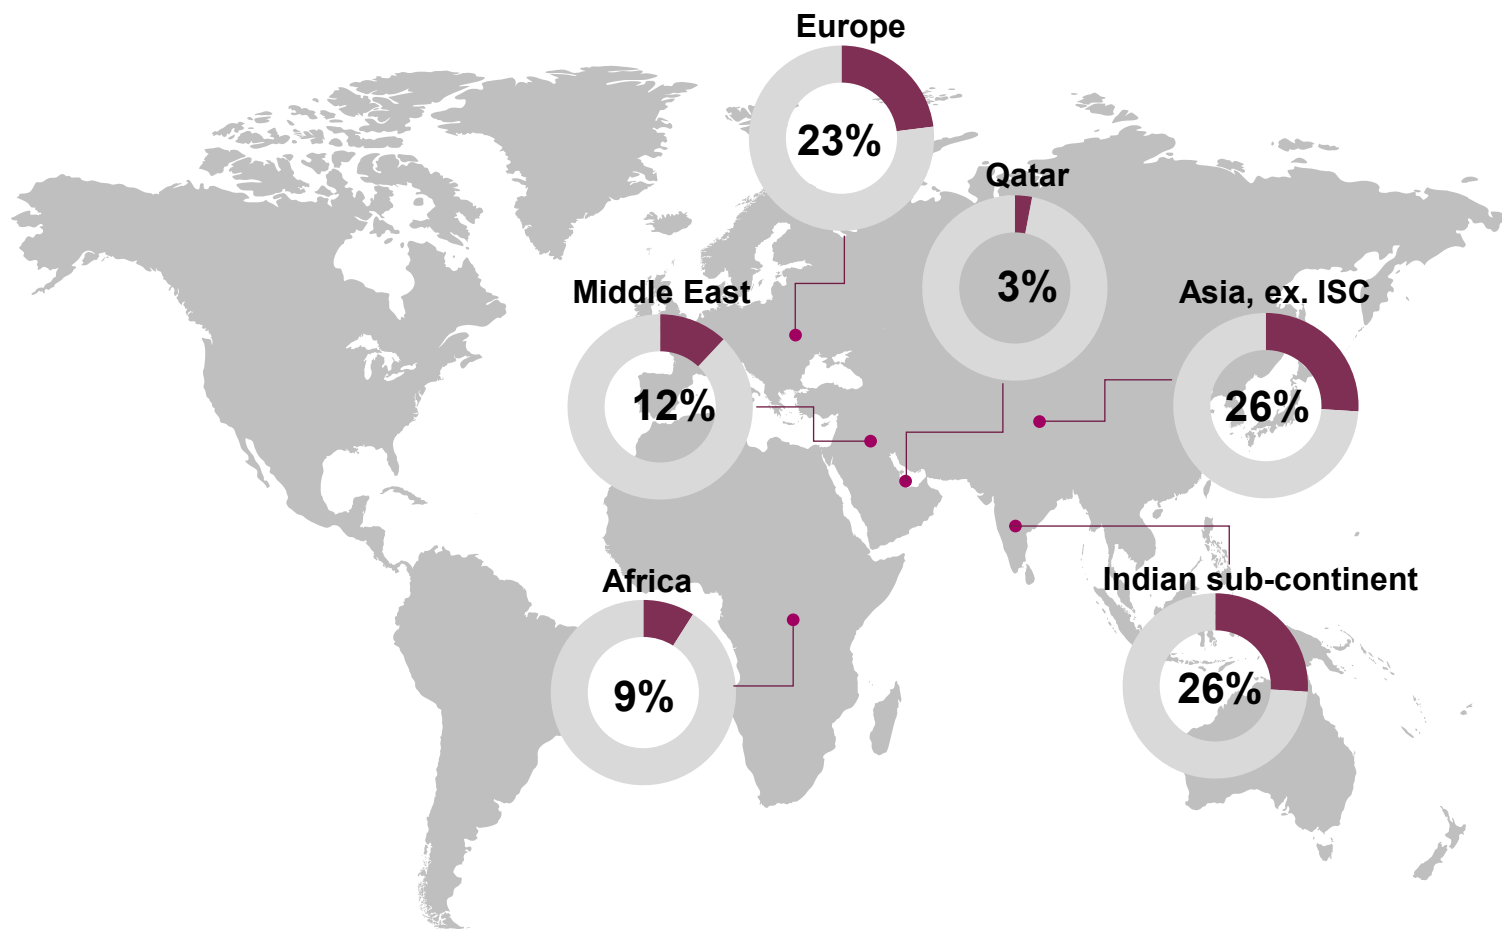 Europe
23%
Qatar
3%
Middle East
12%
Asia, ex. ISC
26%
Africa
9%
Indian sub-continent
26%